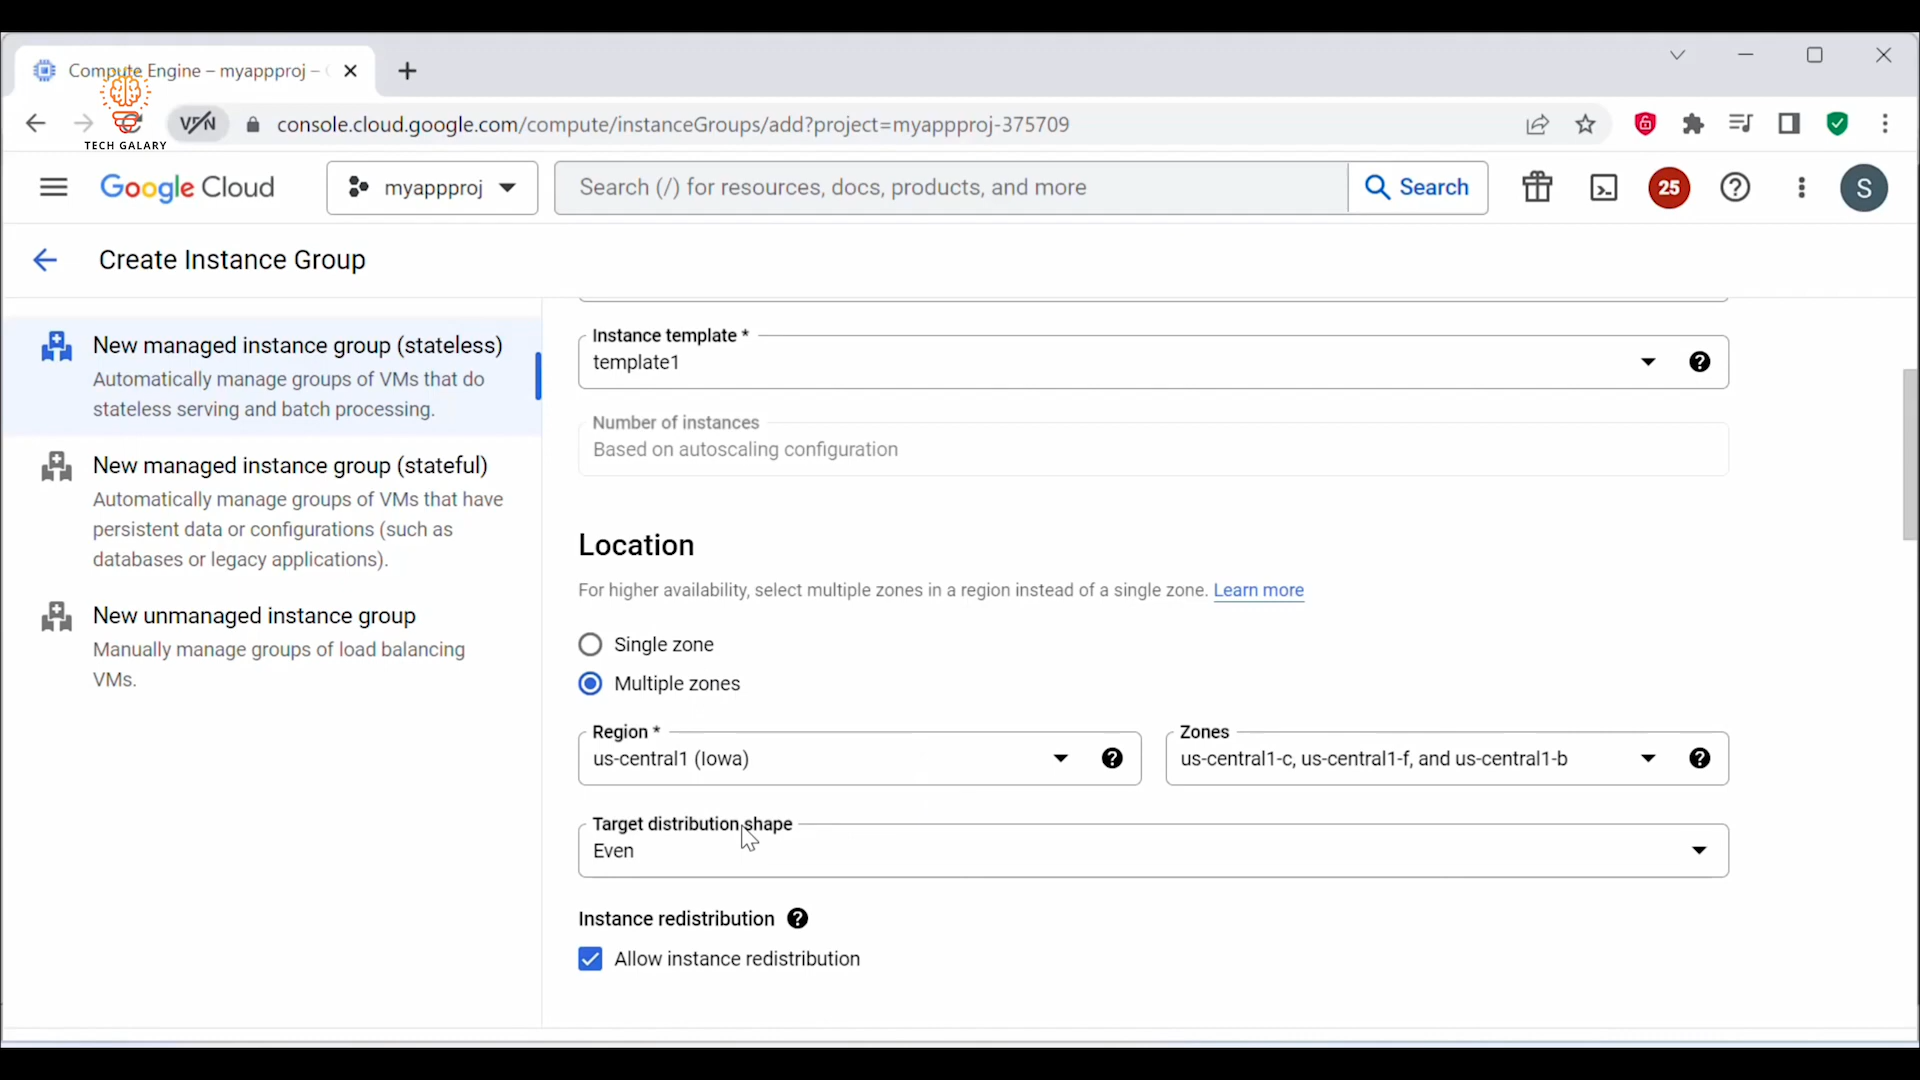 Compute Engine – myappproj –
VPN
console.cloud.google.com/compute/instanceGroups/add?project=myappproj-375709
TECH GALARY
Google Cloud
myappproj
Search (/) for resources, docs, products, and more
Search
25
S
Create Instance Group
New managed instance group (stateless)
Automatically manage groups of VMs that do
stateless serving and batch processing.
New managed instance group (stateful)
Automatically manage groups of VMs that have
persistent data or configurations (such as
databases or legacy applications).
New unmanaged instance group
Manually manage groups of load balancing
VMs.
Instance template *
template1
Number of instances
Based on autoscaling configuration
Location
For higher availability, select multiple zones in a region instead of a single zone. Learn more
Single zone
Multiple zones
Region *
us-central1 (Iowa)
Zones
us-central1-c, us-central1-f, and us-central1-b
Target distribution shape
Even
Instance redistribution
Allow instance redistribution